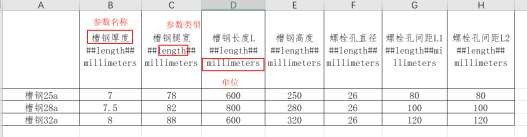 A B C D E F G H
参数名称 参数类型
槽钢厚度 槽钢腿宽 槽钢长度L 槽钢高度 螺栓孔直径 螺栓孔间距L1 螺栓孔间距L2
##length## ##length## ##length## ##length## ##length## ##length##mil ##length##
millimeters millimeters millimeters millimeters millimeters limeters millimeters
单位
槽钢25a 7 78 600 250 26 80 80
槽钢28a 7.5 82 800 280 26 100 100
槽钢32a 8 88 600 320 26 120 120